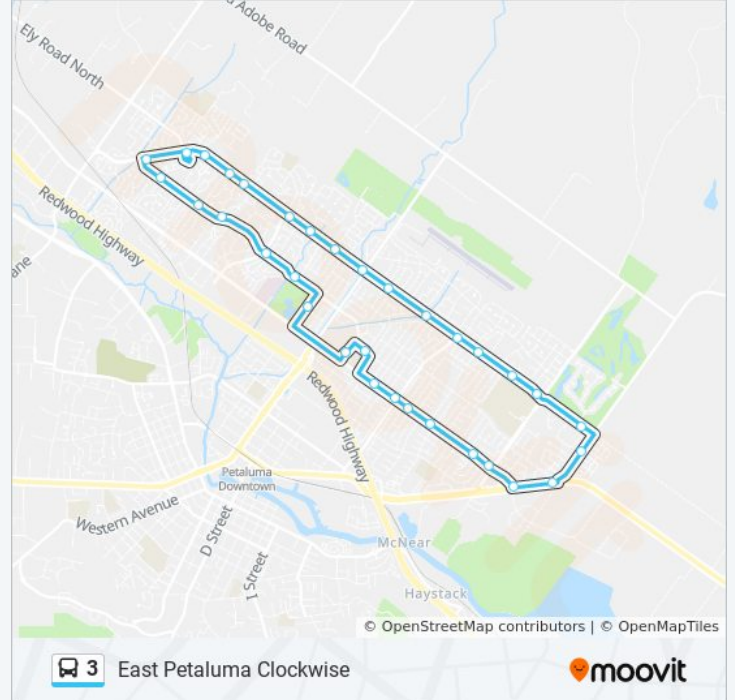 Adobe Road
Ely Road North
Redwood Highway
ane
Redwood Highway
Petaluma
Downtown
Western Avenue
D Street
I Street
McNear
Haystack
© OpenStreetMap contributors | © OpenMapTiles
3 East Petaluma Clockwise
moovit